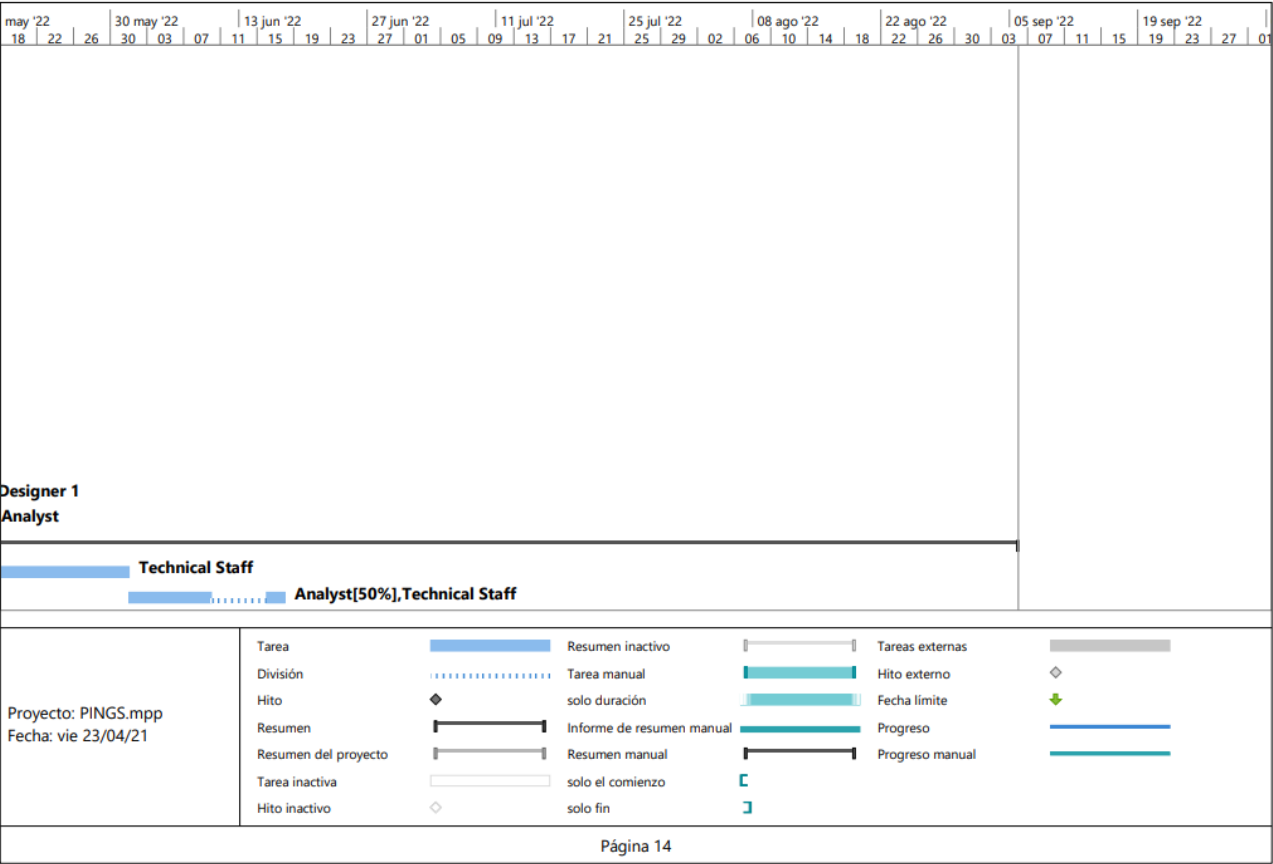 may '22 30 may '22 13 jun '22 27 jun '22 11 jul '22 25 jul '22 08 ago '22 22 ago '22 05 sep '22 19 sep '22
18 22 26 30 03 07 11 15 19 23 27 01 05 09 13 17 21 25 29 02 06 10 14 18 22 26 30 03 07 11 15 19 23 27 01
Designer 1
Analyst
Technical Staff
Analyst[50%],Technical Staff
Proyecto: PINGS.mpp
Fecha: vie 23/04/21
Tarea
División
Hito
Resumen
Resumen del proyecto
Tarea inactiva
Hito inactivo
Resumen inactivo
Tarea manual
solo duración
Informe de resumen manual
Resumen manual
solo el comienzo
solo fin
Tareas externas
Hito externo
Fecha límite
Progreso
Progreso manual
Página 14